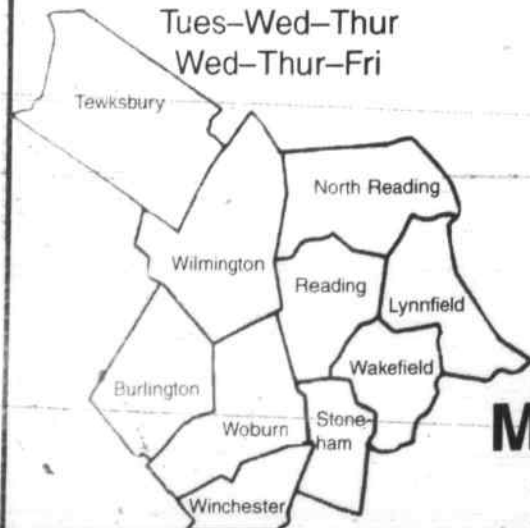 Tues–Wed–Thur
Wed–Thur–Fri
Tewksbury
North Reading
Wilmington
Reading
Lynnfield
Wakefield
Burlington
Woburn
Stone-
ham
M
Winchester